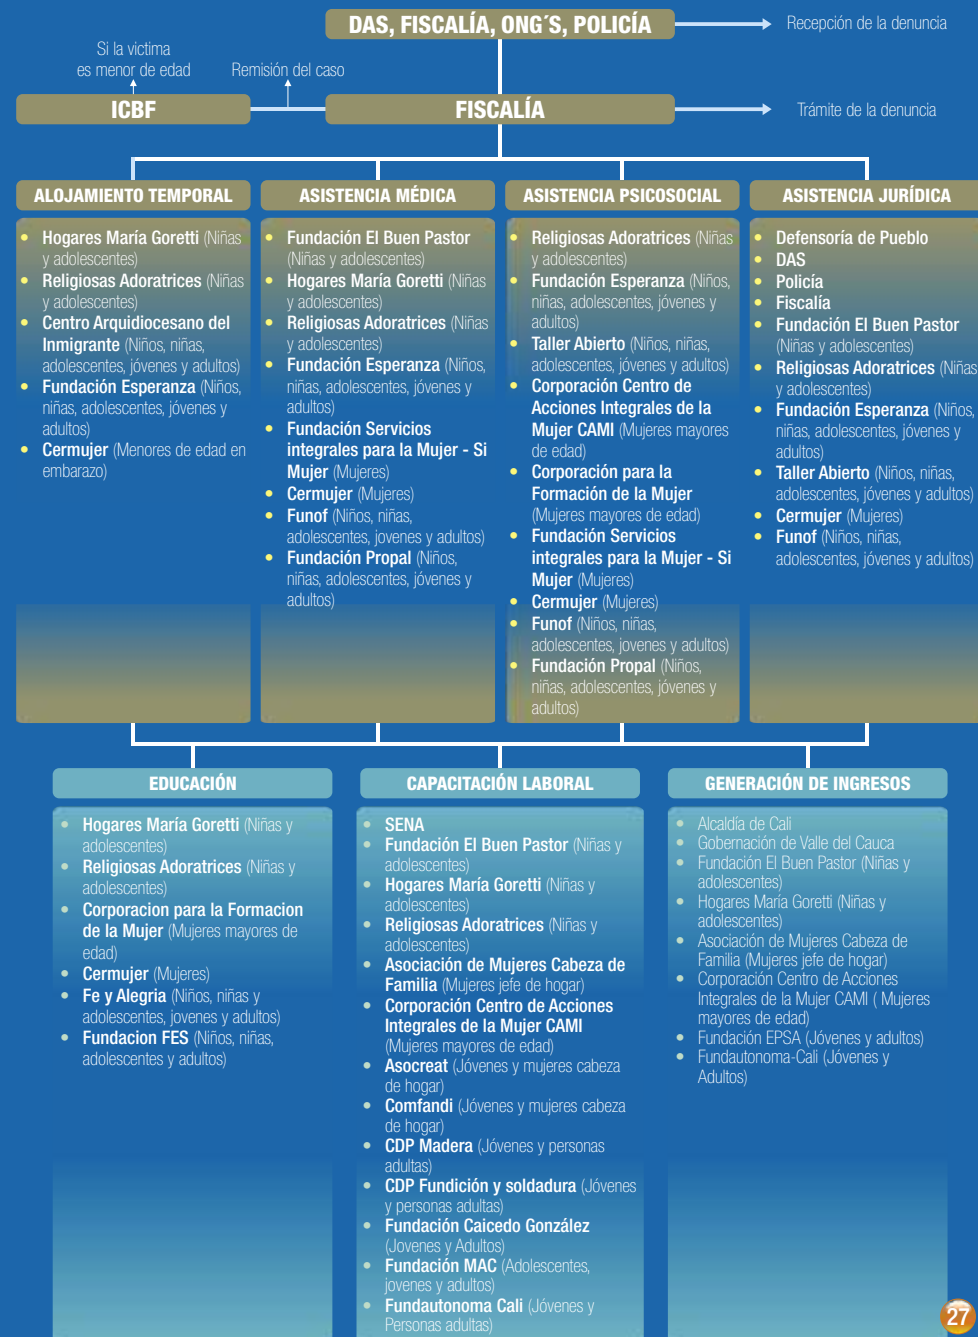 DAS, FISCALÍA, ONG´S, POLICÍA
Recepción de la denuncia
Si la victima
es menor de edad
Remisión del caso
ICBF
FISCALÍA
Trámite de la denuncia
ALOJAMIENTO TEMPORAL
• Hogares María Goretti (Niñas
y adolescentes)
• Religiosas Adoratrices (Niñas
y adolescentes)
• Centro Arquidiocesano del
Inmigrante (Niños, niñas,
adolescentes, jóvenes y adultos)
• Fundación Esperanza (Niños,
niñas, adolescentes, jóvenes y
adultos)
• Cermujer (Menores de edad en
embarazo)
ASISTENCIA MÉDICA
• Fundación El Buen Pastor
(Niñas y adolescentes)
• Hogares María Goretti (Niñas
y adolescentes)
• Religiosas Adoratrices (Niñas
y adolescentes)
• Fundación Esperanza (Niños,
niñas, adolescentes, jóvenes y
adultos)
• Fundación Servicios
integrales para la Mujer - Si
Mujer (Mujeres)
• Cermujer (Mujeres)
• Funof (Niños, niñas,
adolescentes, jovenes y adultos)
• Fundación Propal (Niños,
niñas, adolescentes, jóvenes y
adultos)
ASISTENCIA PSICOSOCIAL
• Religiosas Adoratrices (Niñas
y adolescentes)
• Fundación Esperanza (Niños,
niñas, adolescentes, jóvenes y
adultos)
• Taller Abierto (Niños, niñas,
adolescentes, jóvenes y adultos)
• Corporación Centro de
Acciones Integrales de la
Mujer CAMI (Mujeres mayores
de edad)
• Corporación para la
Formación de la Mujer
(Mujeres mayores de edad)
• Fundación Servicios
integrales para la Mujer - Si
Mujer (Mujeres)
• Cermujer (Mujeres)
• Funof (Niños, niñas,
adolescentes, jovenes y adultos)
• Fundación Propal (Niños,
niñas, adolescentes, jóvenes y
adultos)
ASISTENCIA JURÍDICA
• Defensoría de Pueblo
• DAS
• Policía
• Fiscalía
• Fundación El Buen Pastor
(Niñas y adolescentes)
• Religiosas Adoratrices (Niñas
y adolescentes)
• Fundación Esperanza (Niños,
niñas, adolescentes, jóvenes y
adultos)
• Taller Abierto (Niños, niñas,
adolescentes, jóvenes y adultos)
• Cermujer (Mujeres)
• Funof (Niños, niñas,
adolescentes, jóvenes y adultos)
EDUCACIÓN
• Hogares María Goretti (Niñas y
adolescentes)
• Religiosas Adoratrices (Niñas y
adolescentes)
• Corporacion para la Formacion
de la Mujer (Mujeres mayores de
edad)
• Cermujer (Mujeres)
• Fe y Alegria (Niños, niñas y
adolescentes, jovenes y adultos)
• Fundacion FES (Niños, niñas,
adolescentes y adultos)
CAPACITACIÓN LABORAL
• SENA
• Fundación El Buen Pastor (Niñas y
adolescentes)
• Hogares María Goretti (Niñas y
adolescentes)
• Religiosas Adoratrices (Niñas y
adolescentes)
• Asociación de Mujeres Cabeza de
Familia (Mujeres jefe de hogar)
• Corporación Centro de Acciones
Integrales de la Mujer CAMI
(Mujeres mayores de edad)
• Asocreat (Jóvenes y mujeres cabeza
de hogar)
• Comfandi (Jóvenes y mujeres cabeza
de hogar)
• CDP Madera (Jóvenes y personas
adultas)
• CDP Fundición y soldadura (Jóvenes
y personas adultas)
• Fundación Caicedo González
(Jovenes y Adultos)
• Fundación MAC (Adolescentes,
jovenes y adultos)
• Fundautonoma Cali (Jóvenes y
Personas adultas)
GENERACIÓN DE INGRESOS
• Alcaldía de Cali
• Gobernación de Valle del Cauca
• Fundación El Buen Pastor (Niñas y
adolescentes)
• Hogares María Goretti (Niñas y
adolescentes)
• Asociación de Mujeres Cabeza de
Familia (Mujeres jefe de hogar)
• Corporación Centro de Acciones
Integrales de la Mujer CAMI ( Mujeres
mayores de edad)
• Fundación EPSA (Jóvenes y adultos)
• Fundautonoma-Cali (Jóvenes y
Adultos)
27